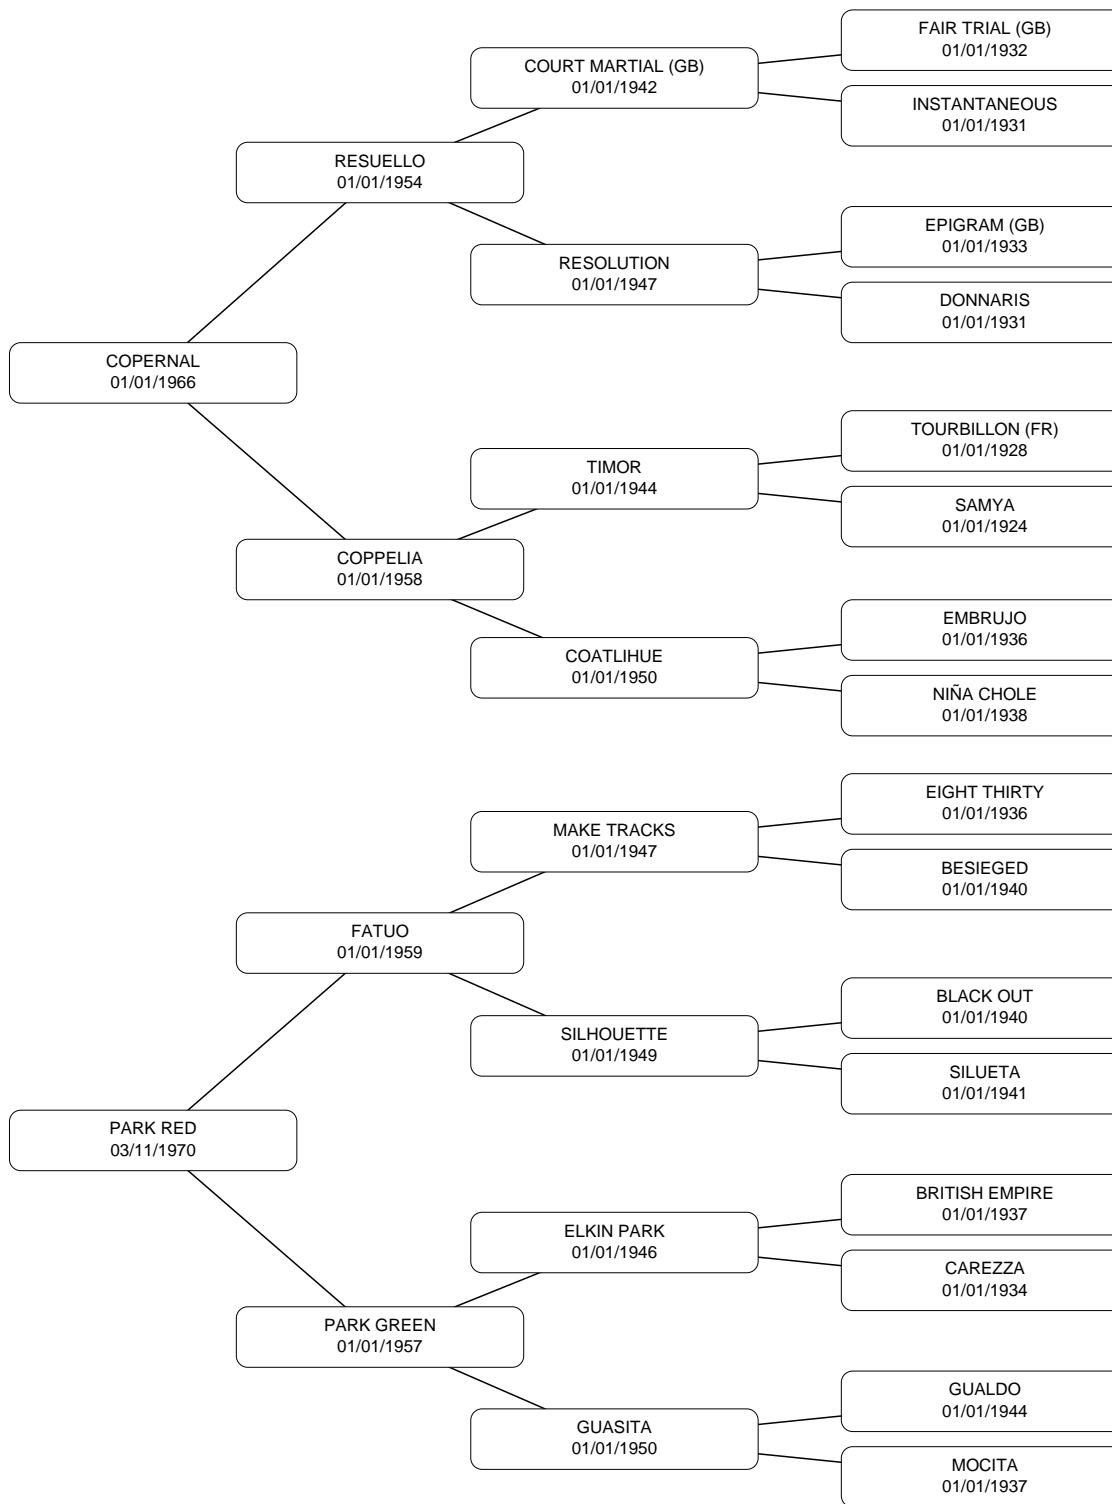 FAIR TRIAL (GB)
01/01/1932
COURT MARTIAL (GB)
01/01/1942
INSTANTANEOUS
01/01/1931
RESUELLO
01/01/1954
EPIGRAM (GB)
01/01/1933
RESOLUTION
01/01/1947
DONNARIS
01/01/1931
COPERNAL
01/01/1966
TOURBILLON (FR)
01/01/1928
TIMOR
01/01/1944
SAMYA
01/01/1924
COPPELIA
01/01/1958
EMBRUJO
01/01/1936
COATLIHUE
01/01/1950
NIÑA CHOLE
01/01/1938
EIGHT THIRTY
01/01/1936
MAKE TRACKS
01/01/1947
BESIEGED
01/01/1940
FATUO
01/01/1959
BLACK OUT
01/01/1940
SILHOUETTE
01/01/1949
SILUETA
01/01/1941
PARK RED
03/11/1970
BRITISH EMPIRE
01/01/1937
ELKIN PARK
01/01/1946
CAREZZA
01/01/1934
PARK GREEN
01/01/1957
GUALDO
01/01/1944
GUASITA
01/01/1950
MOCITA
01/01/1937